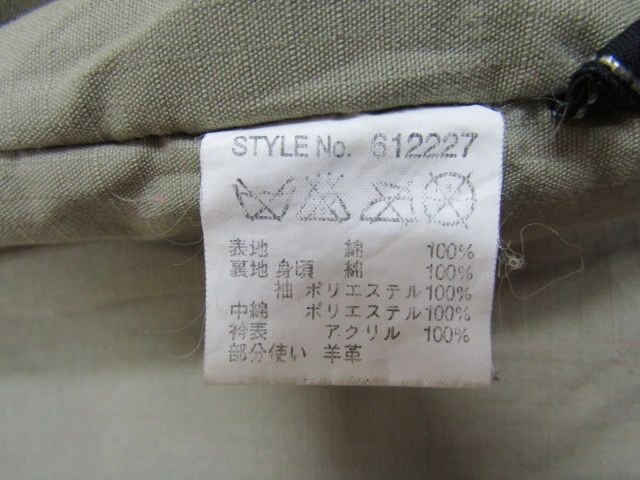 STYLE No. 612227
表地 綿 100%
裏地 身頃 綿 100%
袖 ポリエステル 100%
中綿 ポリエステル 100%
衿表 アクリル 100%
部分使い 羊革